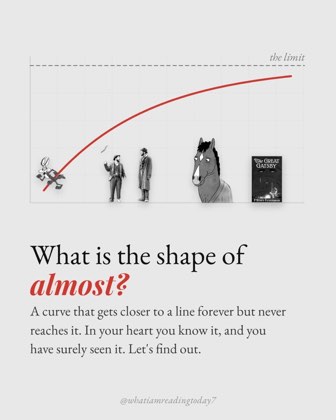 the limit
The GREAT
GATSBY
What is the shape of
almost?
A curve that gets closer to a line forever but never
reaches it. In your heart you know it, and you
have surely seen it. Let's find out.
@whatiamreadingtoday7